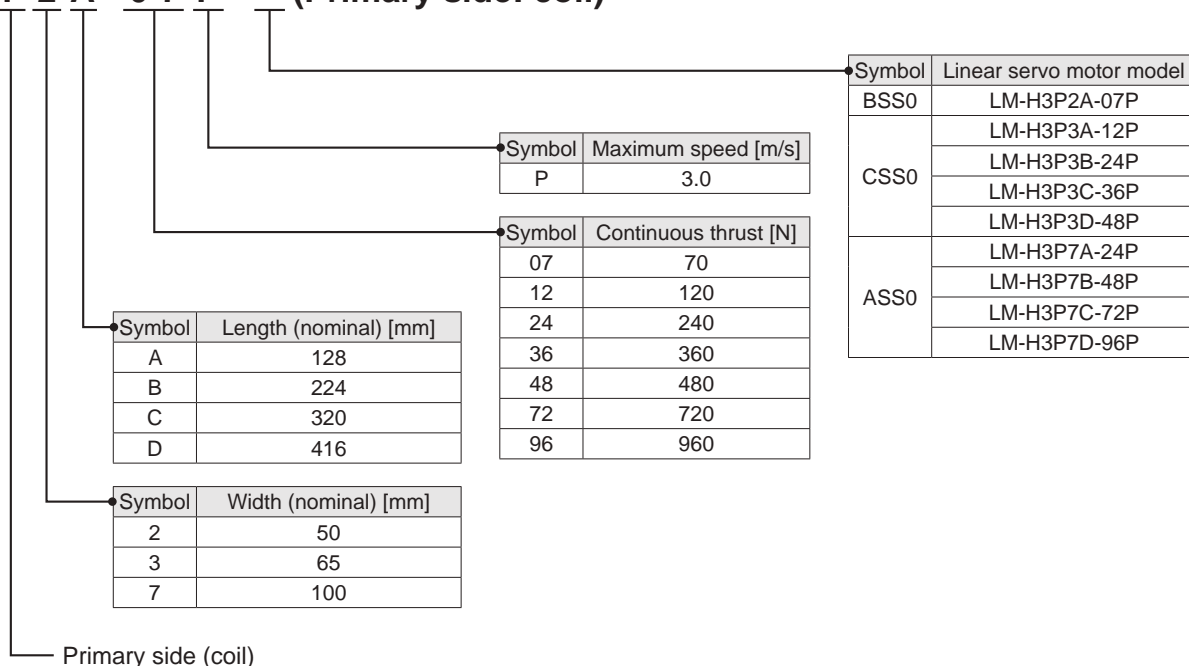 Symbol Linear servo motor model
BSS0 LM-H3P2A-07P
CSS0 LM-H3P3A-12P
LM-H3P3B-24P
LM-H3P3C-36P
LM-H3P3D-48P
ASS0 LM-H3P7A-24P
LM-H3P7B-48P
LM-H3P7C-72P
LM-H3P7D-96P
Symbol Maximum speed [m/s]
P 3.0
Symbol Continuous thrust [N]
07 70
12 120
24 240
36 360
48 480
72 720
96 960
Symbol Length (nominal) [mm]
A 128
B 224
C 320
D 416
Symbol Width (nominal) [mm]
2 50
3 65
7 100
Primary side (coil)